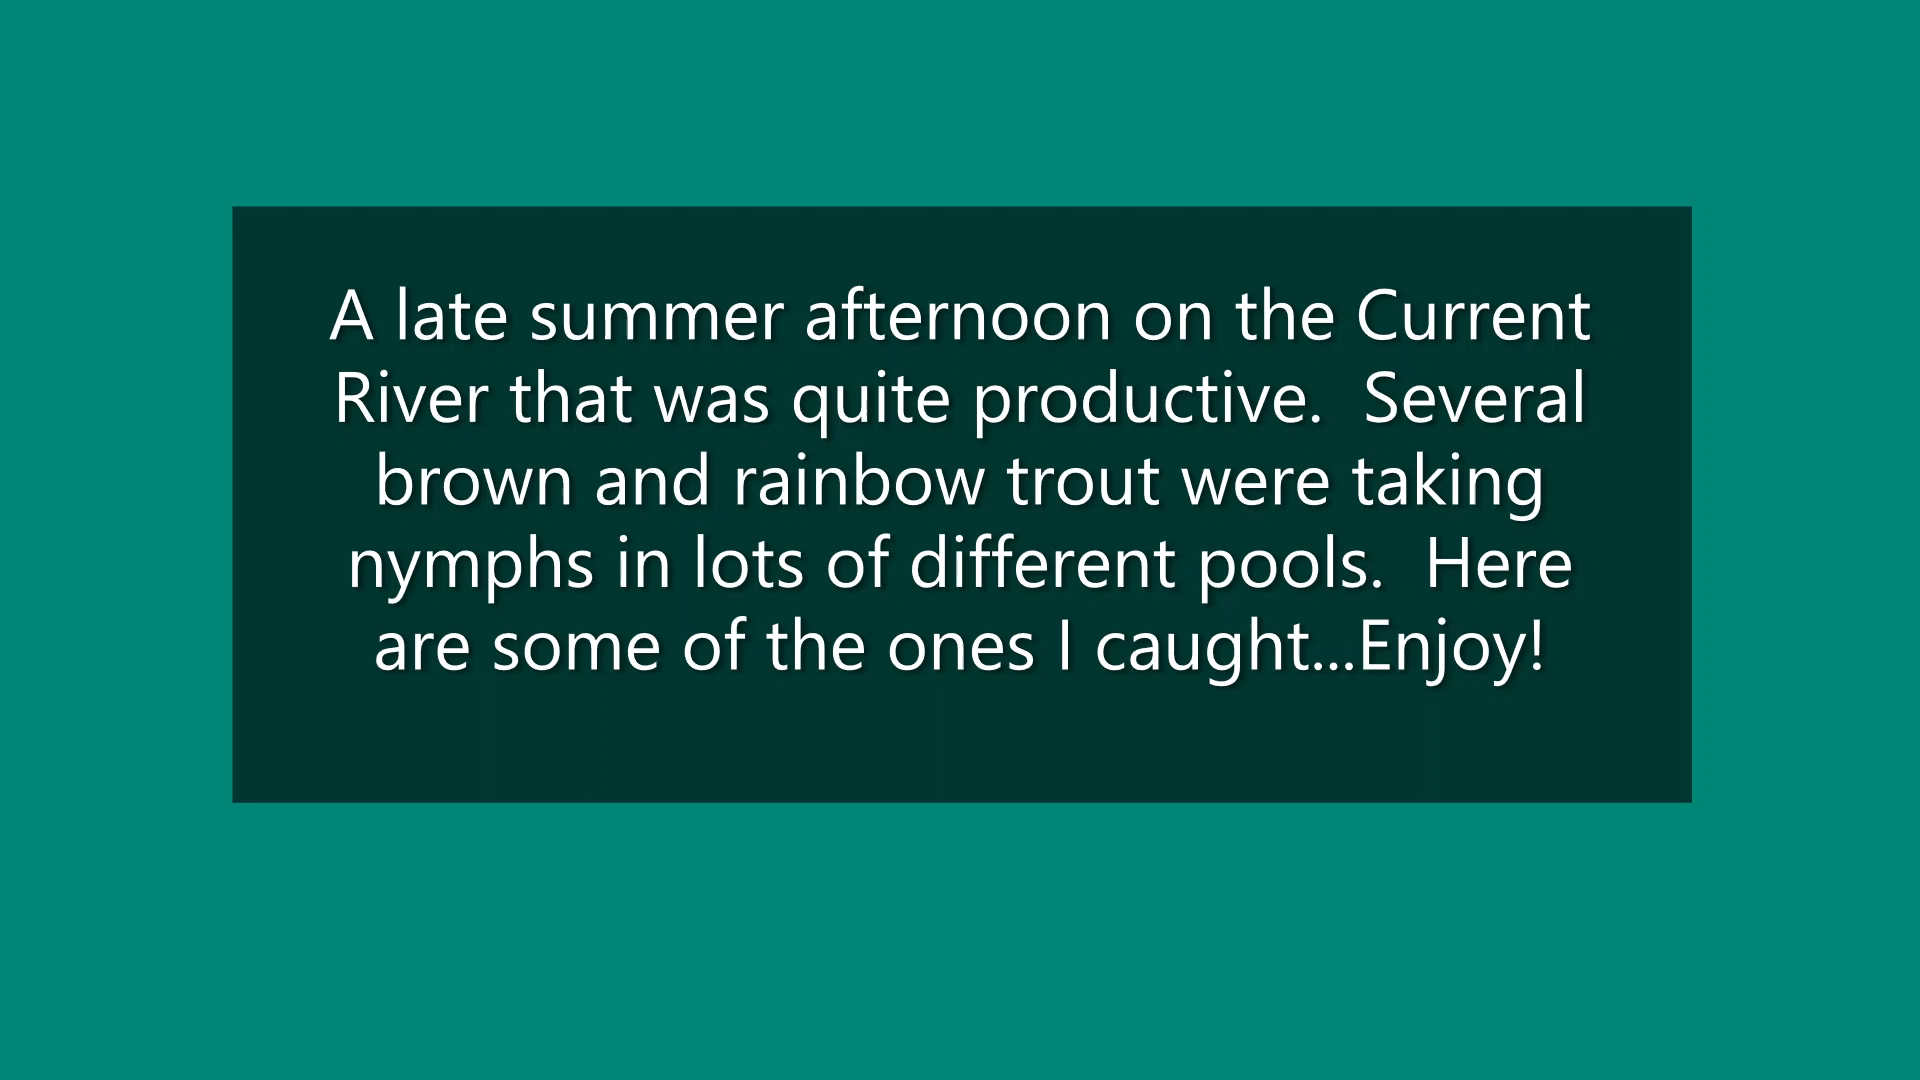 A late summer afternoon on the Current
River that was quite productive.  Several
brown and rainbow trout were taking
nymphs in lots of different pools.  Here
are some of the ones I caught...Enjoy!